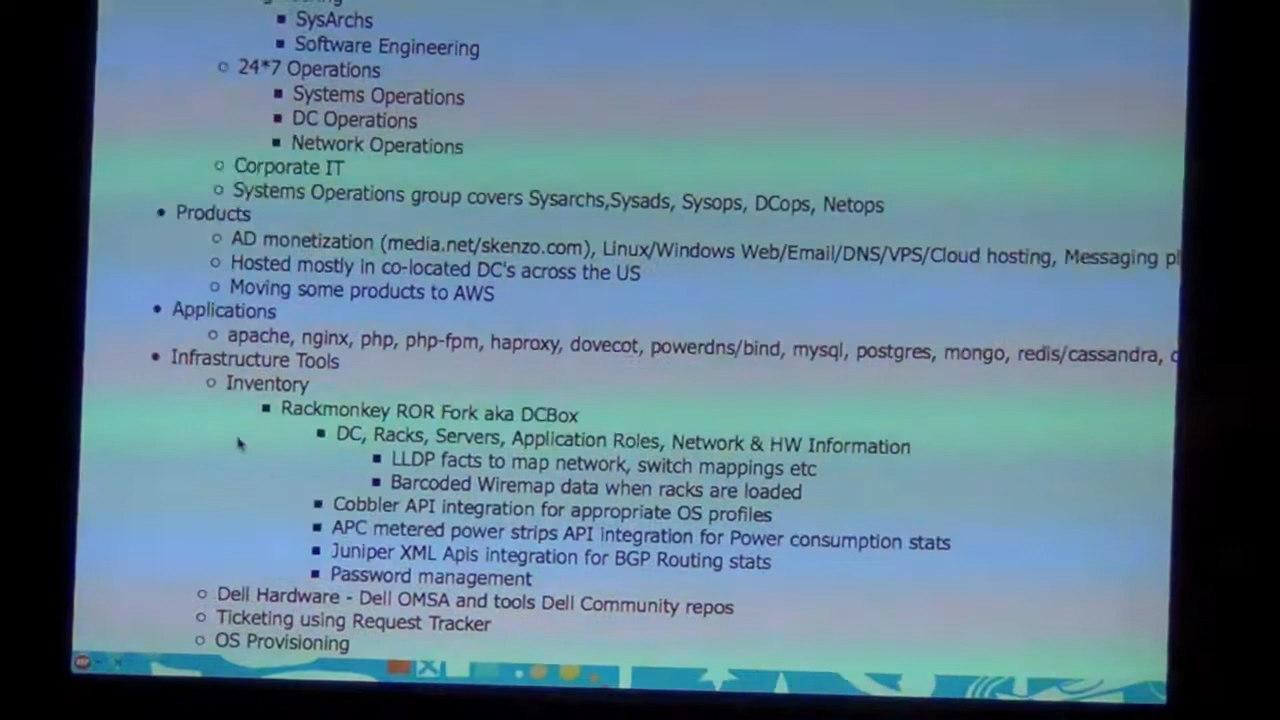 SysArchs
Software Engineering
24*7 Operations
Systems Operations
DC Operations
Network Operations
Corporate IT
Systems Operations group covers Sysarchs,Sysads, Sysops, DCops, Netops
Products
AD monetization (media.net/skenzo.com), Linux/Windows Web/Email/DNS/VPS/Cloud hosting, Messaging
Hosted mostly in co-located DC's across the US
Moving some products to AWS
Applications
apache, nginx, php, php-fpm, haproxy, dovecot, powerdns/bind, mysql, postgres, mongo, redis/cassandra,
Infrastructure Tools
Inventory
Rackmonkey ROR Fork aka DCBox
DC, Racks, Servers, Application Roles, Network & HW Information
LLDP facts to map network, switch mappings etc
Barcoded Wiremap data when racks are loaded
Cobbler API integration for appropriate OS profiles
APC metered power strips API integration for Power consumption stats
Juniper XML Apis integration for BGP Routing stats
Password management
Dell Hardware - Dell OMSA and tools Dell Community repos
Ticketing using Request Tracker
OS Provisioning